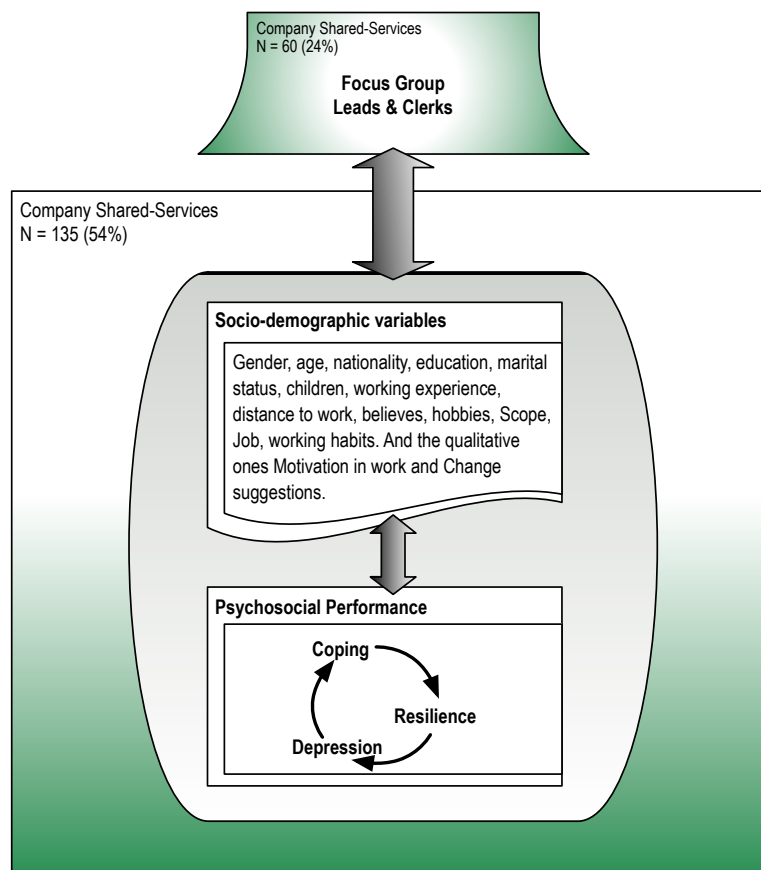 Company Shared-Services
N = 60 (24%)
Focus Group
Leads & Clerks
Company Shared-Services
N = 135 (54%)
Socio-demographic variables
Gender, age, nationality, education, marital
status, children, working experience,
distance to work, believes, hobbies, Scope,
Job, working habits. And the qualitative
ones Motivation in work and Change
suggestions.
Psychosocial Performance
Coping
Resilience
Depression